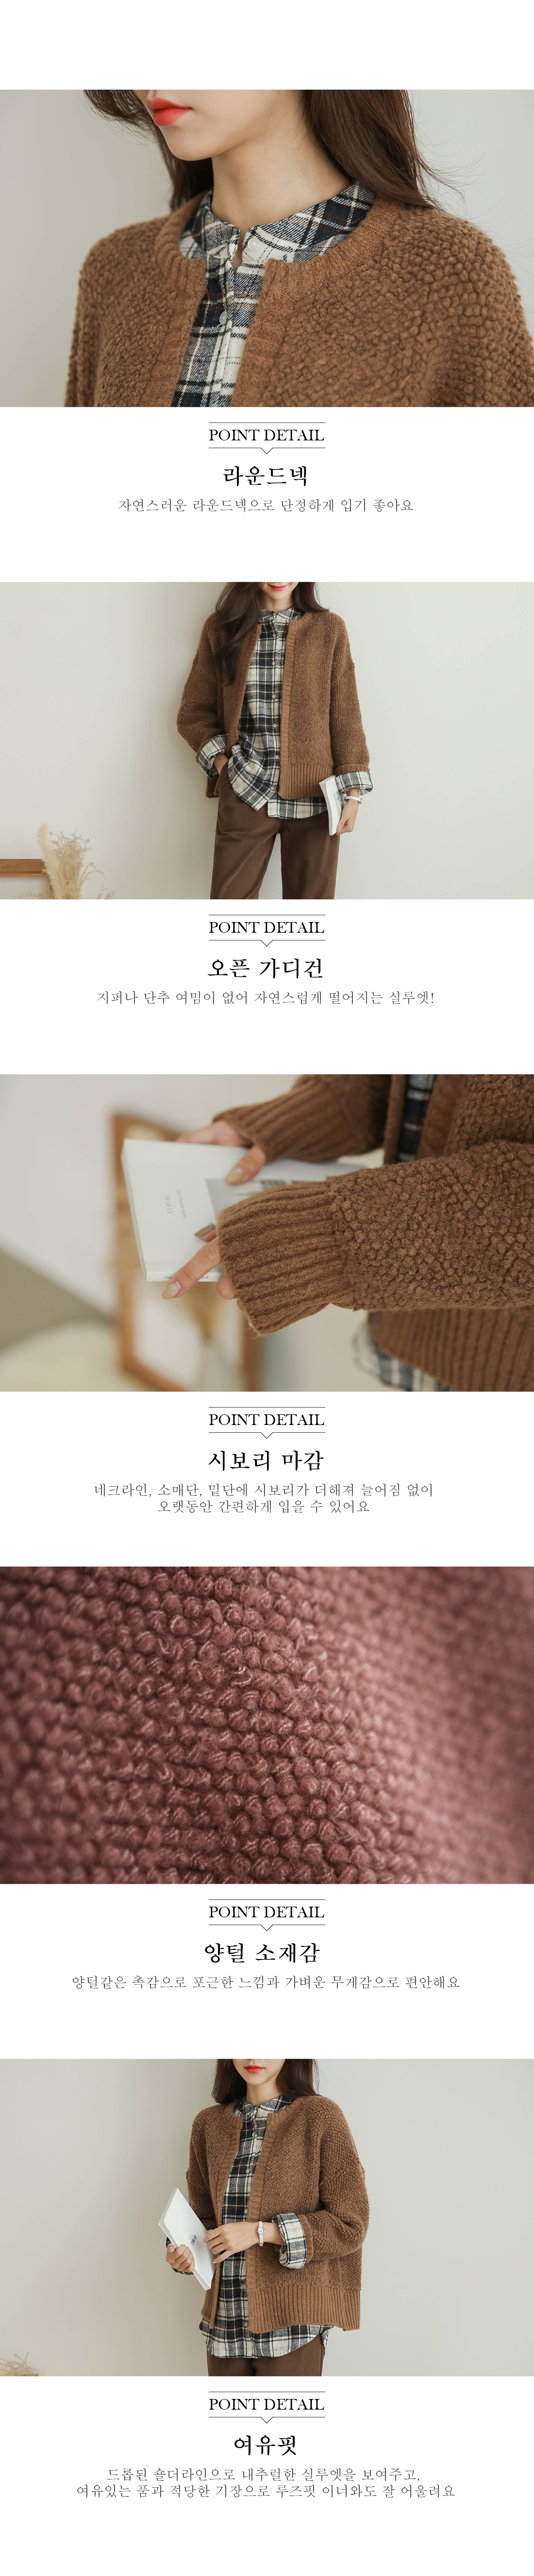 POINT DETAIL
라운드넥
자연스러운 라운드넥으로 단정하게 입기 좋아요
POINT DETAIL
오픈 가디건
지퍼나 단추 여밈이 없어 자연스럽게 떨어지는 실루엣!
POINT DETAIL
시보리 마감
네크라인, 소매단, 밑단에 시보리가 더해져 늘어짐 없이
오랫동안 간편하게 입을 수 있어요
POINT DETAIL
양털 소재감
양털같은 촉감으로 포근한 느낌과 가벼운 무게감으로 편안해요
POINT DETAIL
여유핏
드롭된 숄더라인으로 내추럴한 실루엣을 보여주고,
여유있는 품과 적당한 기장으로 루즈핏 이너와도 잘 어울려요